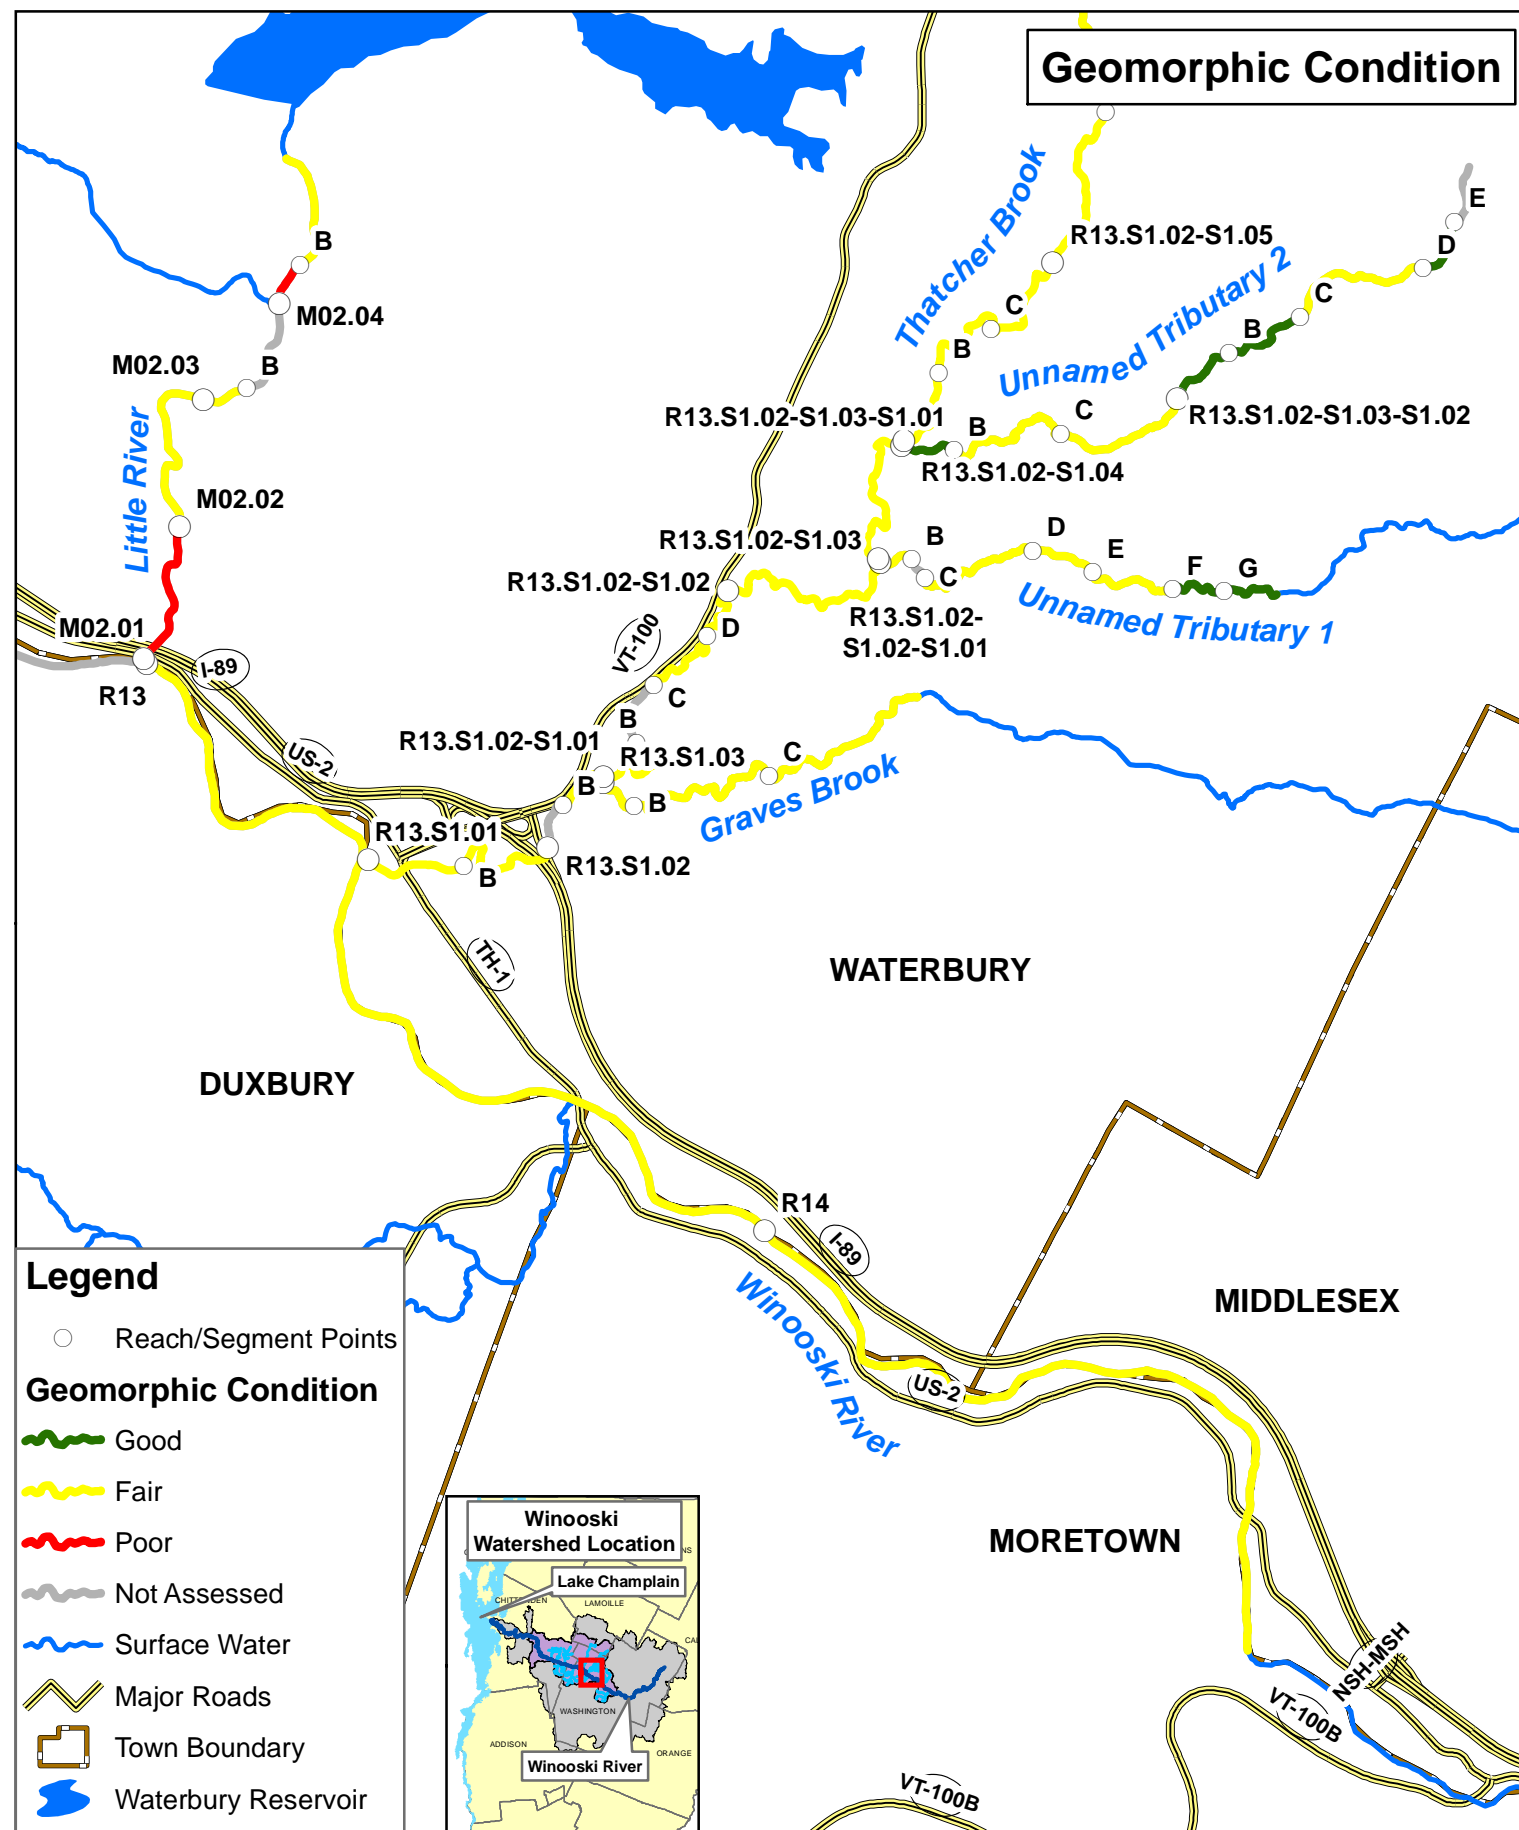 Geomorphic Condition
Thatcher Brook
E
D
B
R13.S1.02-S1.05
Unnamed Tributary 2
C
C
M02.04
B
B
M02.03
B
R13.S1.02-S1.03-S1.01
B
C
R13.S1.02-S1.03-S1.02
Little River
R13.S1.02-S1.04
M02.02
R13.S1.02-S1.03
B
D
E
F
G
R13.S1.02-S1.02
C
Unnamed Tributary 1
R13.S1.02-
S1.02-S1.01
M02.01
D
VT-100
I-89
R13
C
B
R13.S1.02-S1.01
R13.S1.03
C
US-2
B
B
Graves Brook
R13.S1.01
R13.S1.02
B
TH-1
WATERBURY
DUXBURY
R14
I-89
Winooski River
MIDDLESEX
US-2
MORETOWN
NSH-MSH
VT-100B
VT-100B
Legend
Reach/Segment Points
Geomorphic Condition
Good
Fair
Poor
Not Assessed
Surface Water
Major Roads
Town Boundary
Waterbury Reservoir
Winooski
Watershed Location
Lake Champlain
LAMOILLE
WASHINGTON
ADDISON
ORANGE
Winooski River